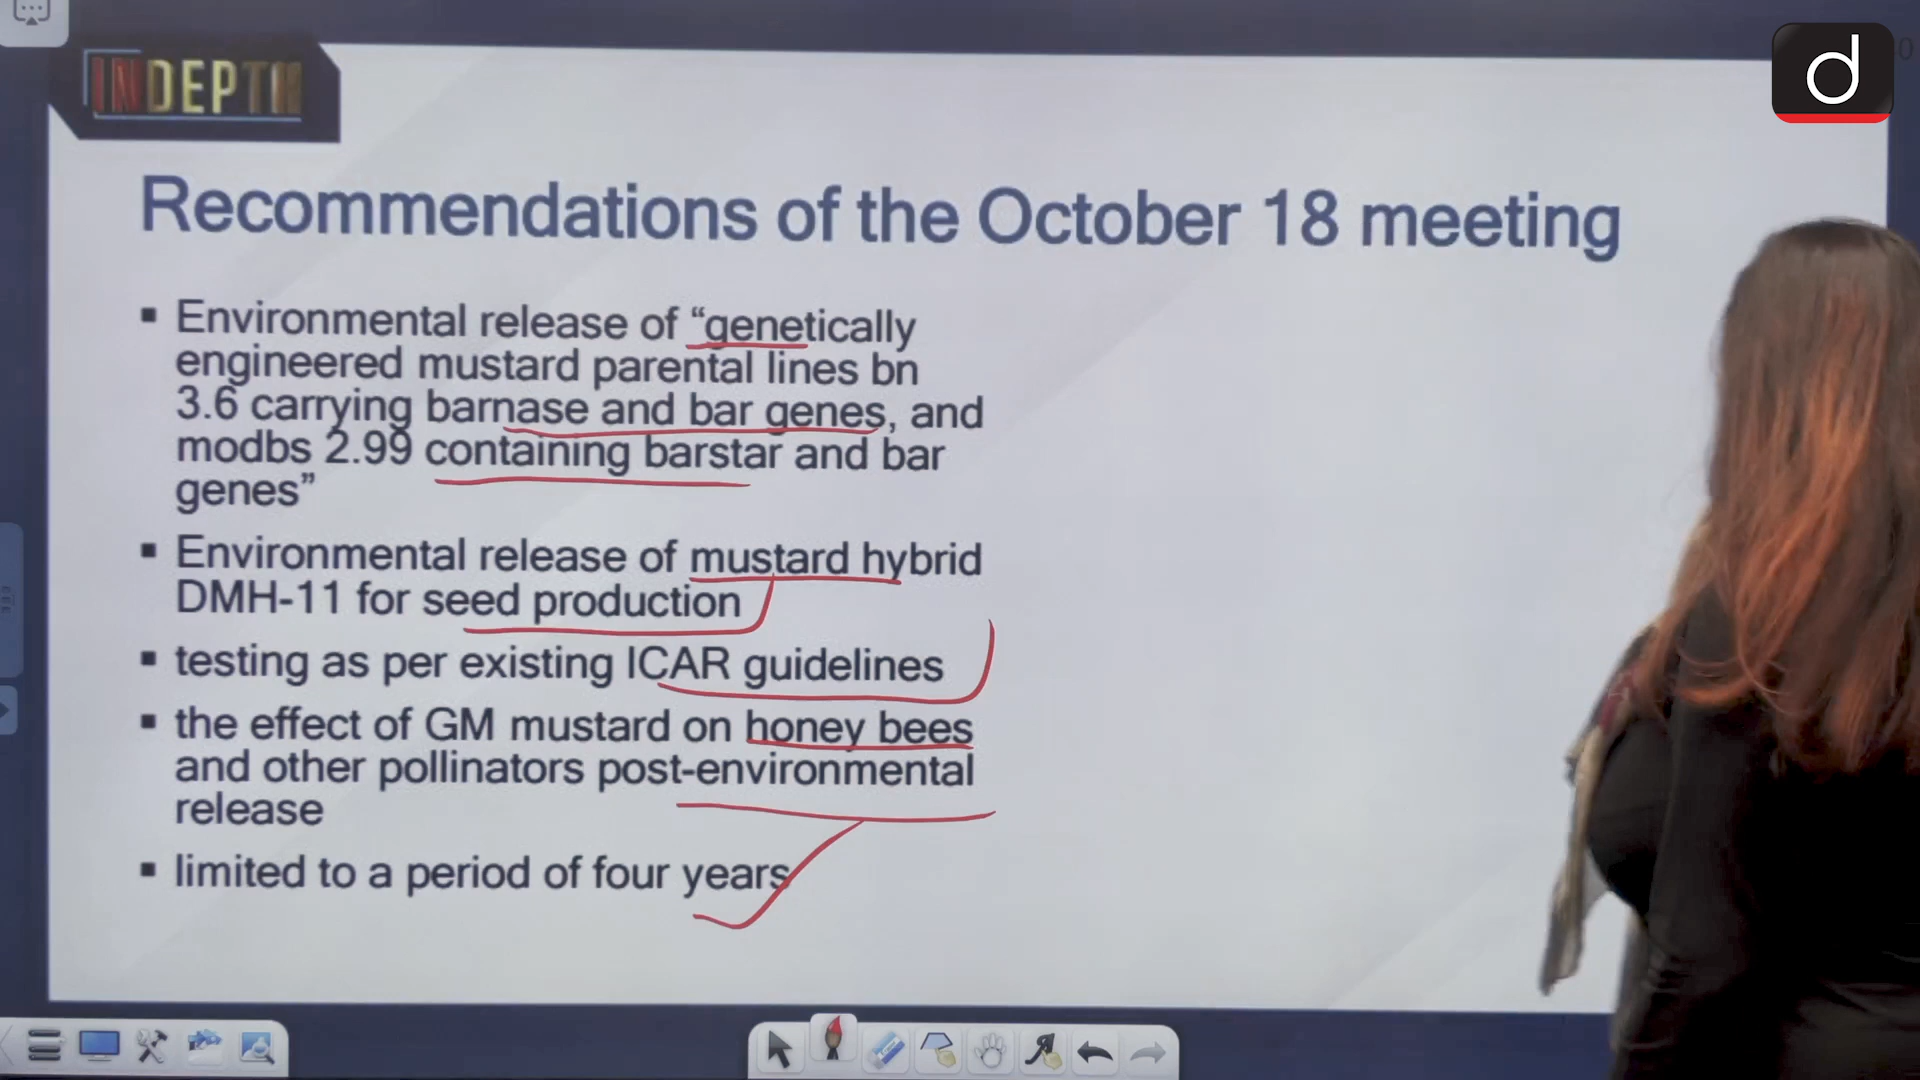 INDEPTH
d
Recommendations of the October 18 meeting
▪ Environmental release of “genetically
engineered mustard parental lines bn
3.6 carrying barnase and bar genes, and
modbs 2.99 containing barstar and bar
genes”
▪ Environmental release of mustard hybrid
DMH-11 for seed production
▪ testing as per existing ICAR guidelines
▪ the effect of GM mustard on honey bees
and other pollinators post-environmental
release
▪ limited to a period of four years